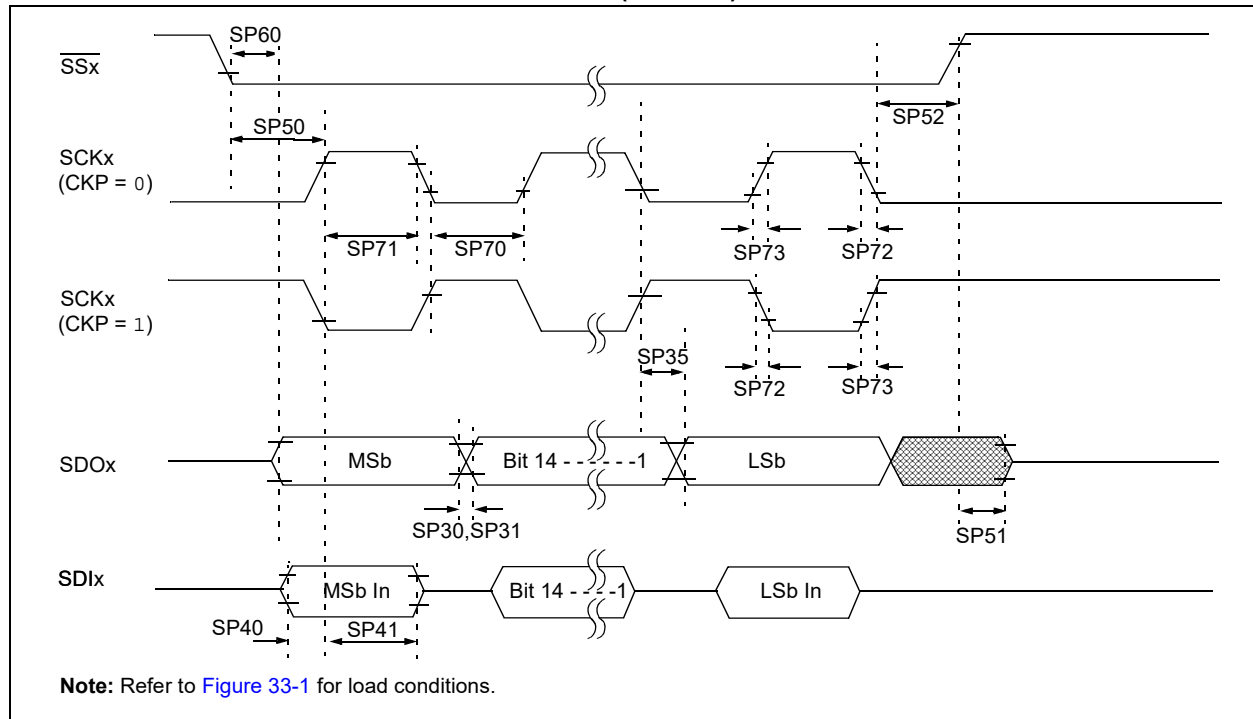 SP60
SSx
SP50
SP52
SCKx
(CKP = 0)
SP71
SP70
SP73
SP72
SCKx
(CKP = 1)
SP35
SP72
SP73
SDOx
MSb
Bit 14 - - - - - -1
LSb
SP30,SP31
SP51
SDIx
MSb In
Bit 14 - - - -1
LSb In
SP40
SP41
Note: Refer to Figure 33-1 for load conditions.